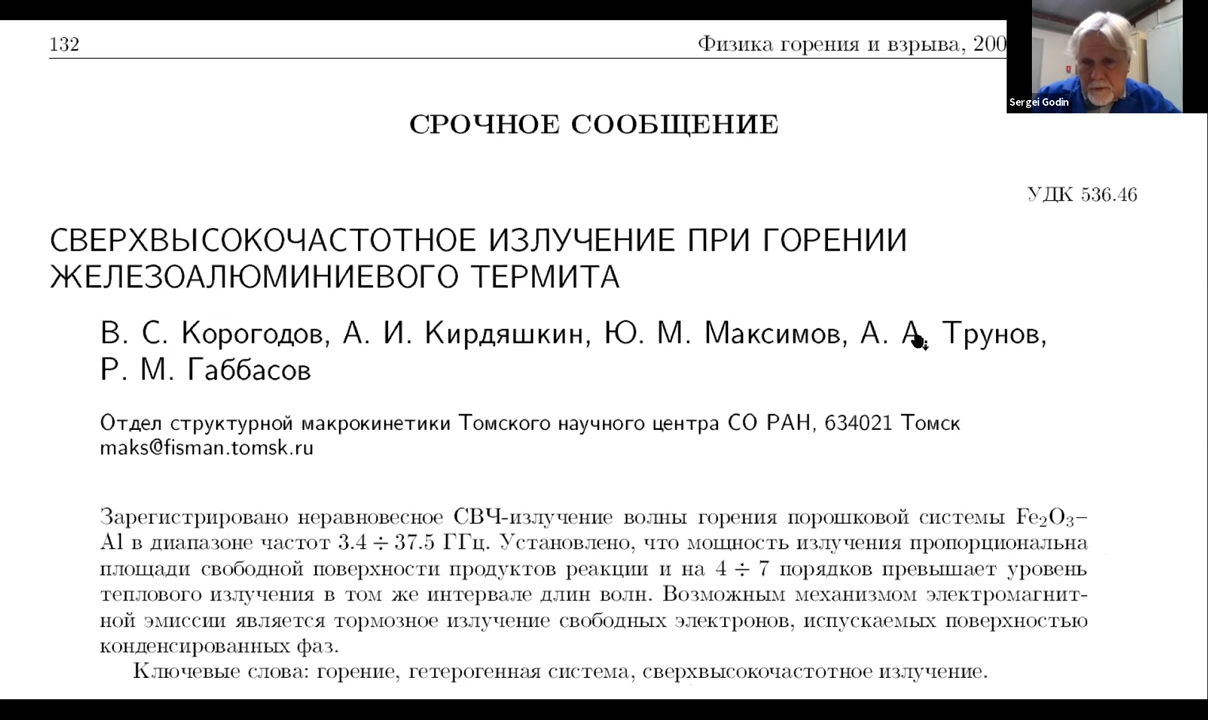 132
Физика горения и взрыва, 200
Sergei Godin
СРОЧНОЕ СООБЩЕНИЕ
УДК 536.46
СВЕРХВЫСОКОЧАСТОТНОЕ ИЗЛУЧЕНИЕ ПРИ ГОРЕНИИ
ЖЕЛЕЗОАЛЮМИНИЕВОГО ТЕРМИТА
В. С. Корогодов, А. И. Кирдяшкин, Ю. М. Максимов, А. А. Трунов,
Р. М. Габбасов
Отдел структурной макрокинетики Томского научного центра СО РАН, 634021 Томск
maks@fisman.tomsk.ru
Зарегистрировано неравновесное СВЧ-излучение волны горения порошковой системы Fe₂O₃–
Al в диапазоне частот 3.4 ÷ 37.5 ГГц. Установлено, что мощность излучения пропорциональна
площади свободной поверхности продуктов реакции и на 4 ÷ 7 порядков превышает уровень
теплового излучения в том же интервале длин волн. Возможным механизмом электромагнит-
ной эмиссии является тормозное излучение свободных электронов, испускаемых поверхностью
конденсированных фаз.
Ключевые слова: горение, гетерогенная система, сверхвысокочастотное излучение.